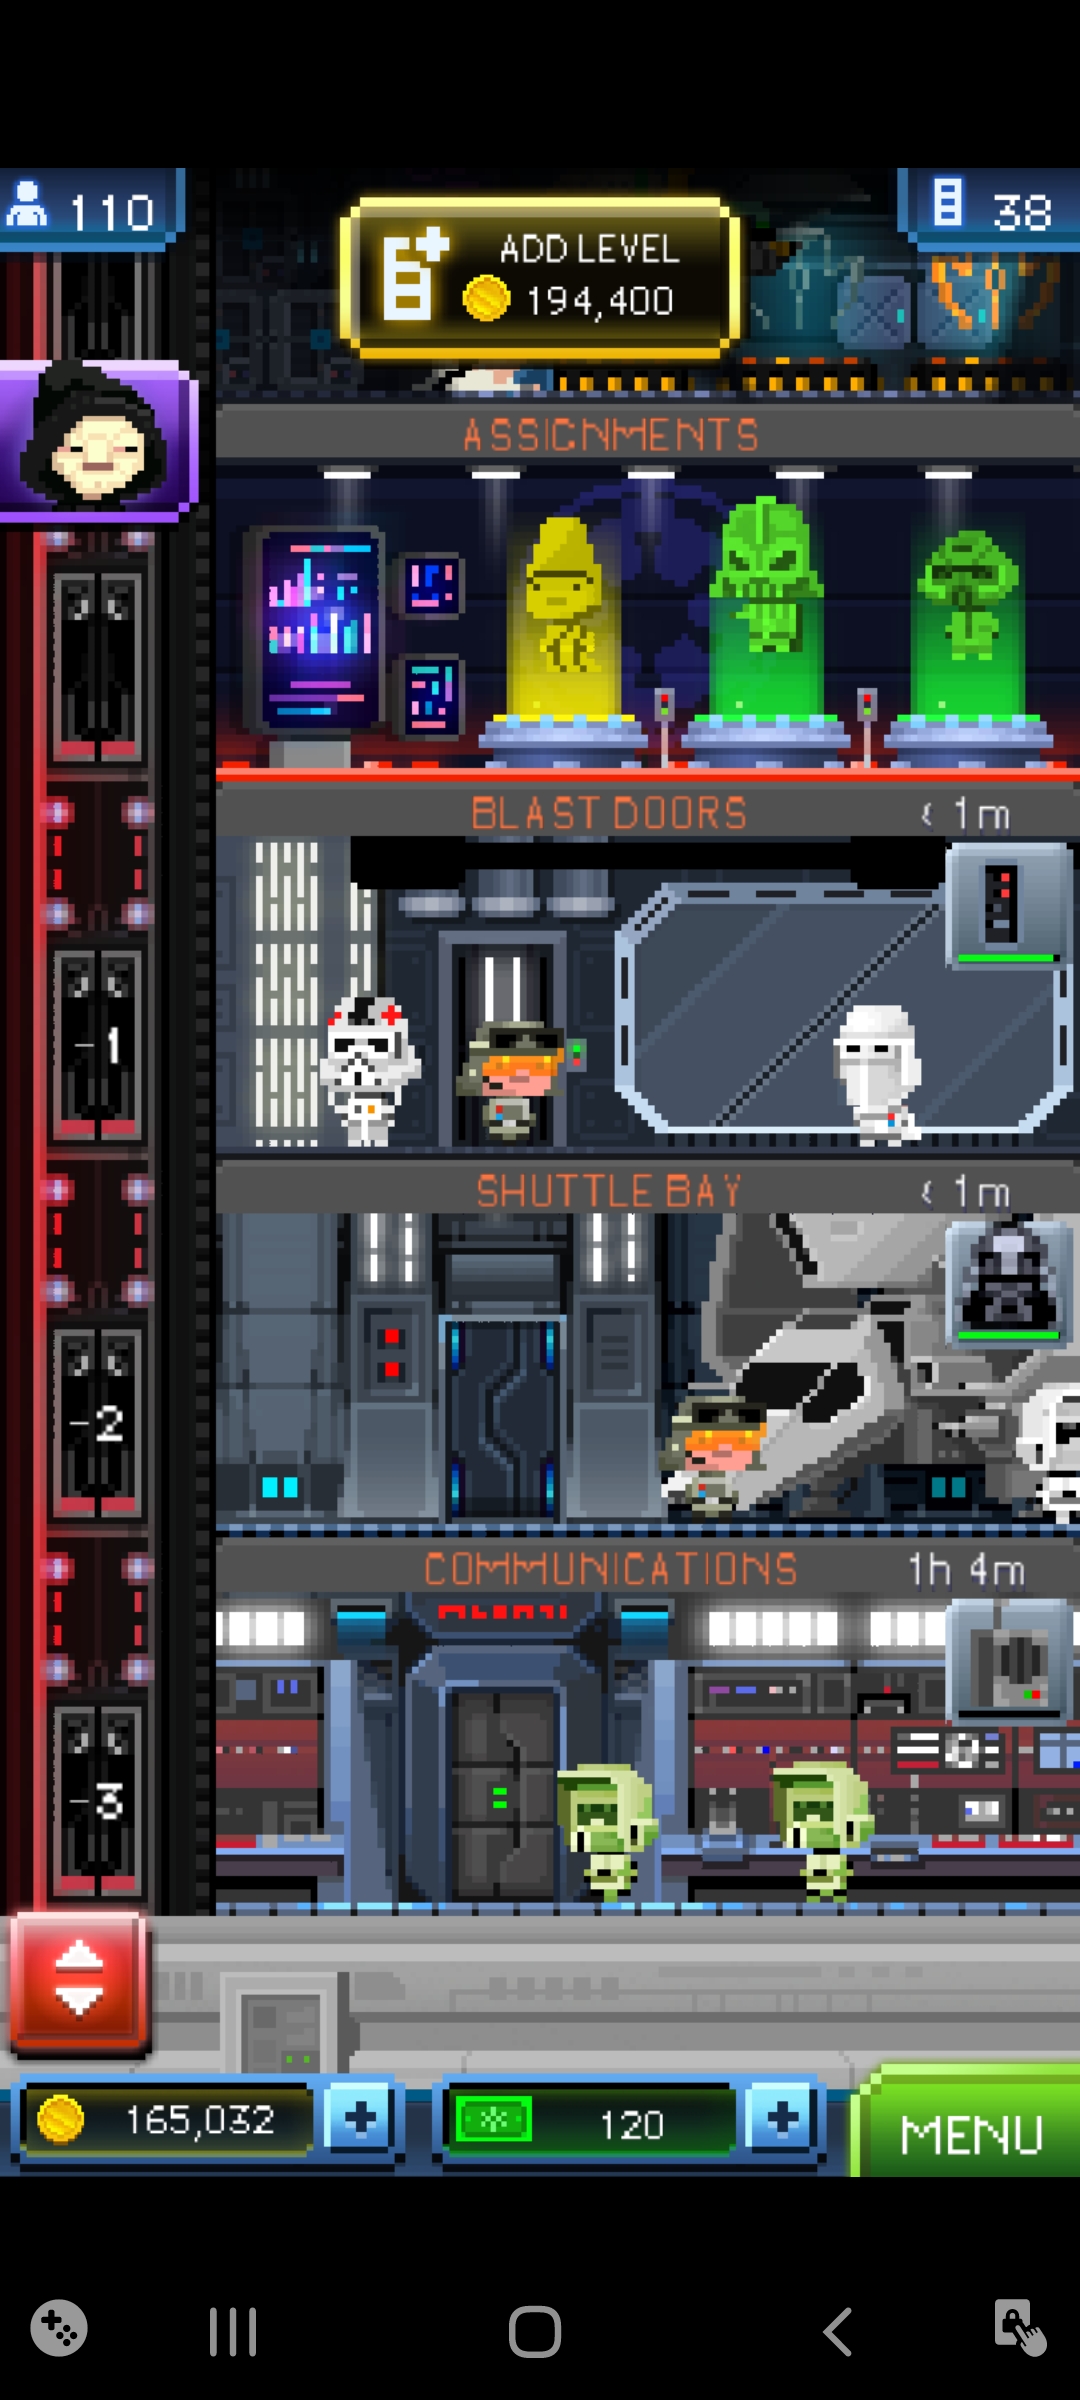 110
ADD LEVEL
194,400
38
ASSIGNMENTS
BLAST DOORS < 1m
-1
SHUTTLE BAY < 1m
-2
COMMUNICATIONS 1h 4m
-3
165,032
120
MENU